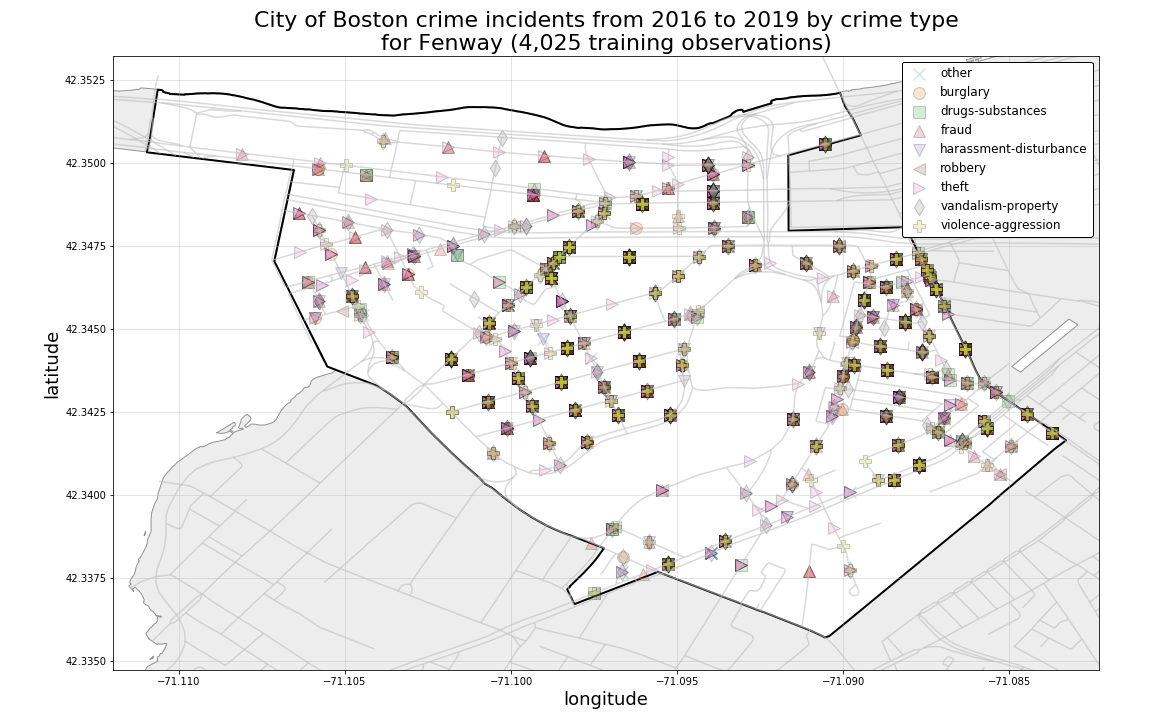 City of Boston crime incidents from 2016 to 2019 by crime type
for Fenway (4,025 training observations)
other
burglary
drugs-substances
fraud
harassment-disturbance
robbery
theft
vandalism-property
violence-aggression
latitude
42.3525
42.3500
42.3475
42.3450
42.3425
42.3400
42.3375
42.3350
−71.110
−71.105
−71.100
−71.095
−71.090
−71.085
longitude